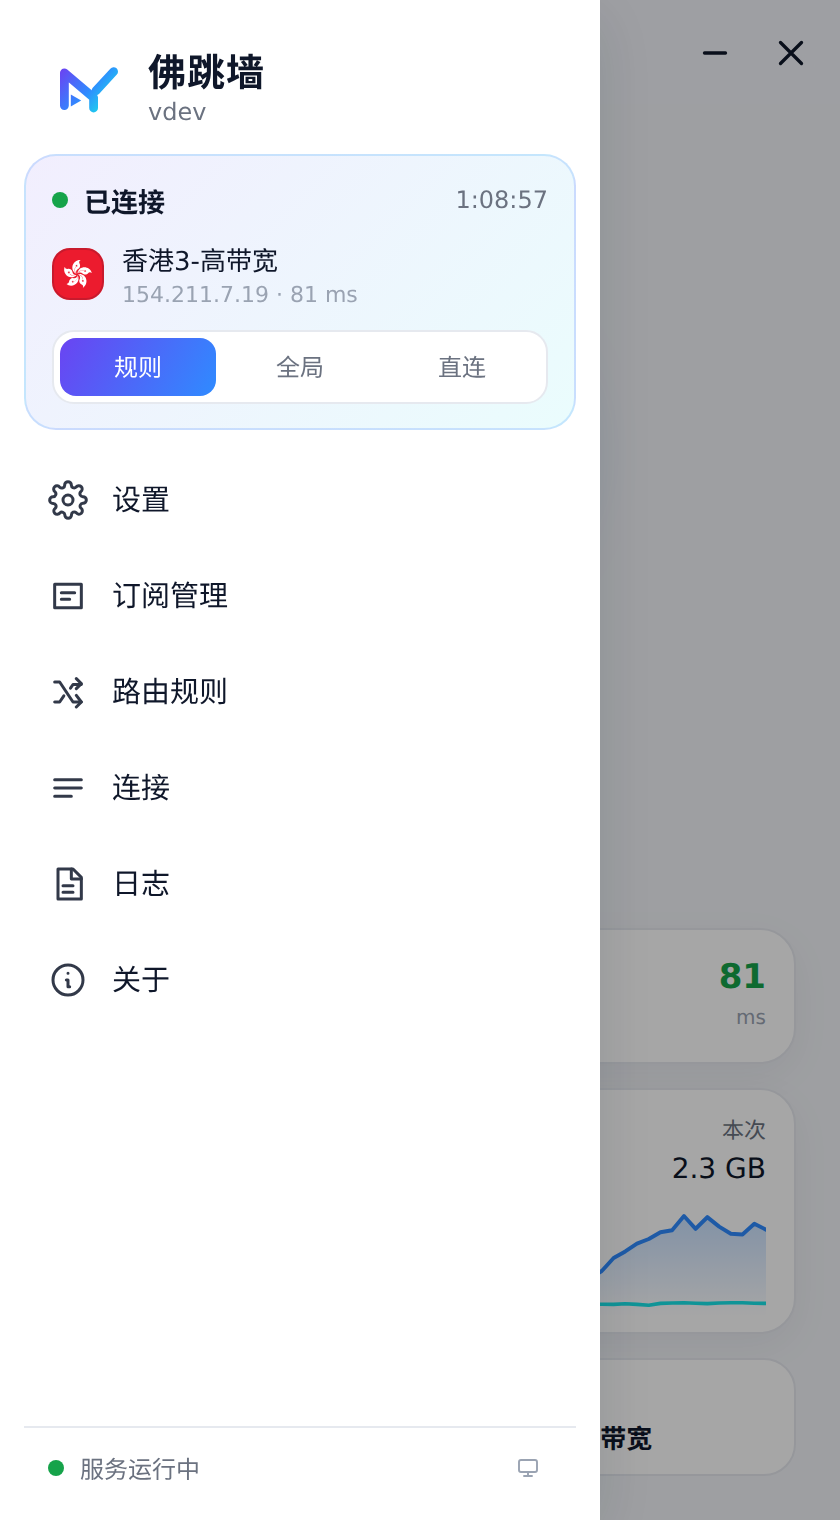 佛跳墙
vdev
已连接
1:08:57
香港3-高带宽
154.211.7.19 · 81 ms
规则
全局
直连
设置
订阅管理
路由规则
连接
日志
关于
81
ms
本次
2.3 GB
带宽
服务运行中